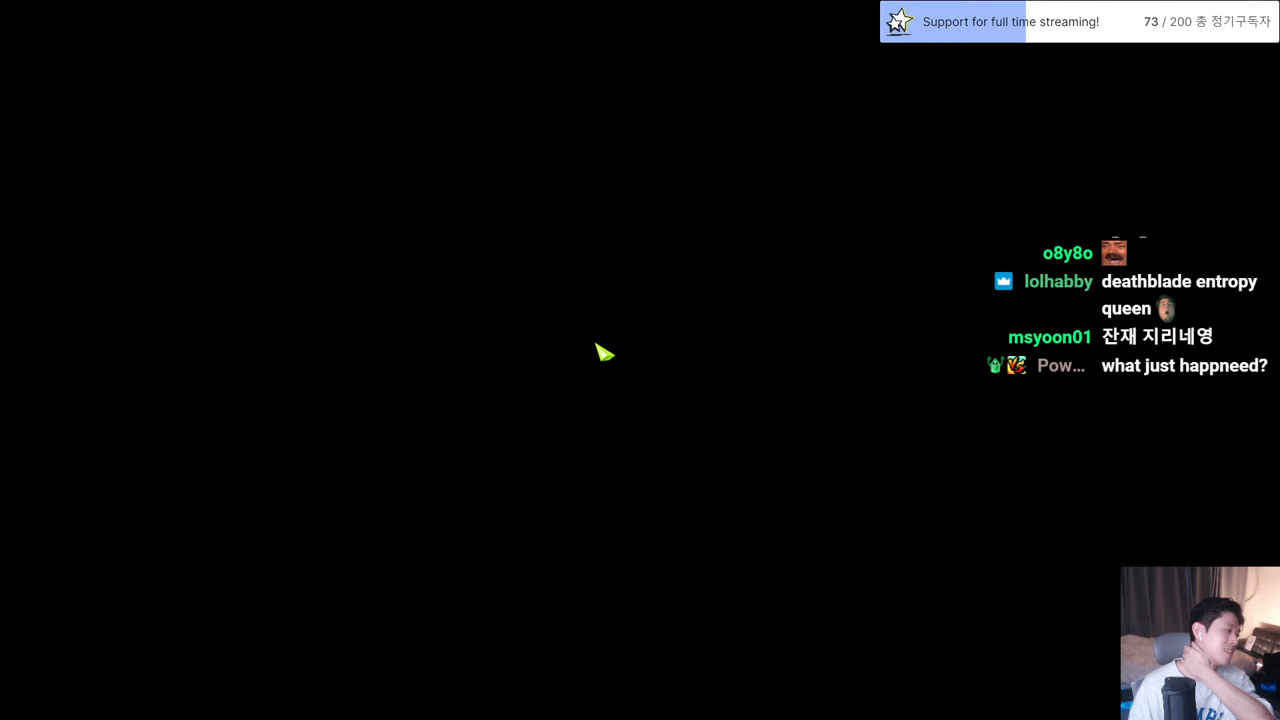 Support for full time streaming! 73 / 200 총 정기구독자
o8y8o
lolhabby deathblade entropy
queen
msyoon01 잔재 지리네영
Pow... what just happneed?